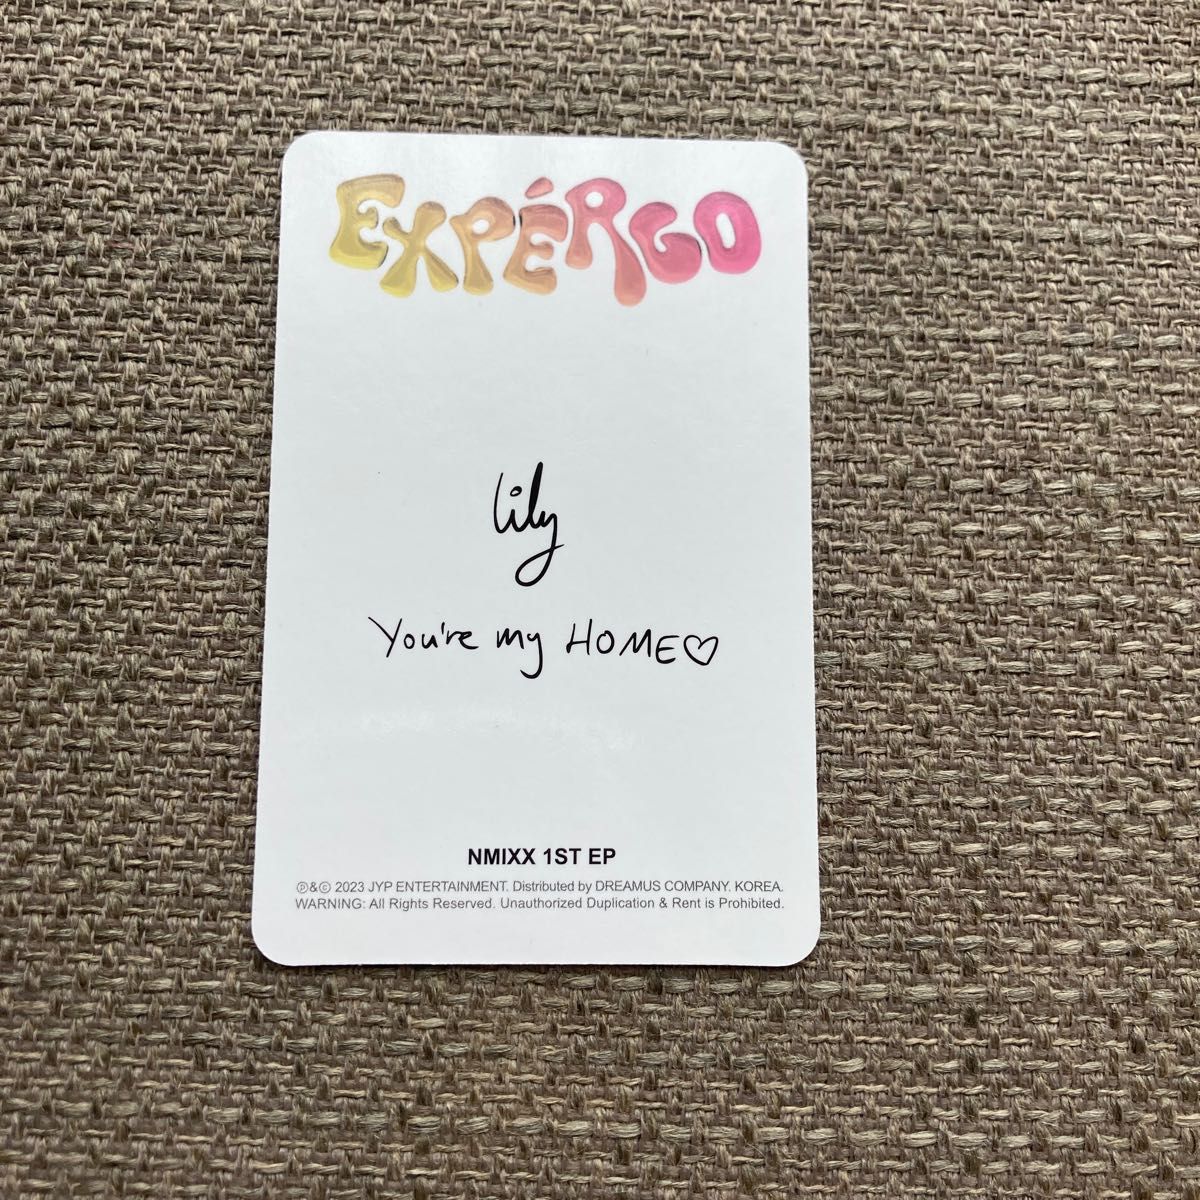 EXPÉRGO
lily
You're my HOME♡
NMIXX 1ST EP
℗&© 2023 JYP ENTERTAINMENT. Distributed by DREAMUS COMPANY. KOREA.
WARNING: All Rights Reserved. Unauthorized Duplication & Rent is Prohibited.